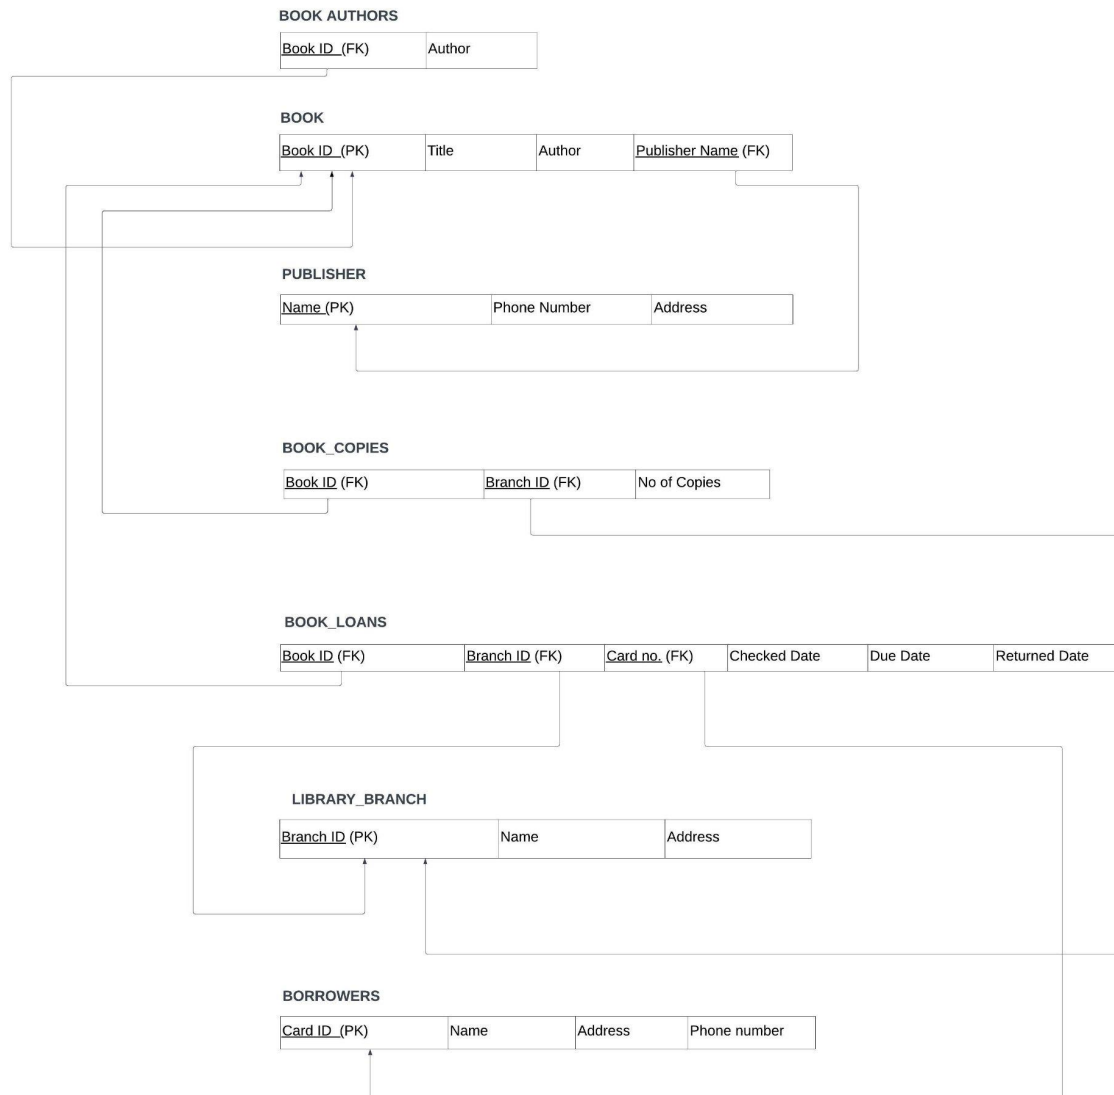 BOOK AUTHORS
Book ID (FK) Author
BOOK
Book ID (PK) Title Author Publisher Name (FK)
PUBLISHER
Name (PK) Phone Number Address
BOOK_COPIES
Book ID (FK) Branch ID (FK) No of Copies
BOOK_LOANS
Book ID (FK) Branch ID (FK) Card no. (FK) Checked Date Due Date Returned Date
LIBRARY_BRANCH
Branch ID (PK) Name Address
BORROWERS
Card ID (PK) Name Address Phone number